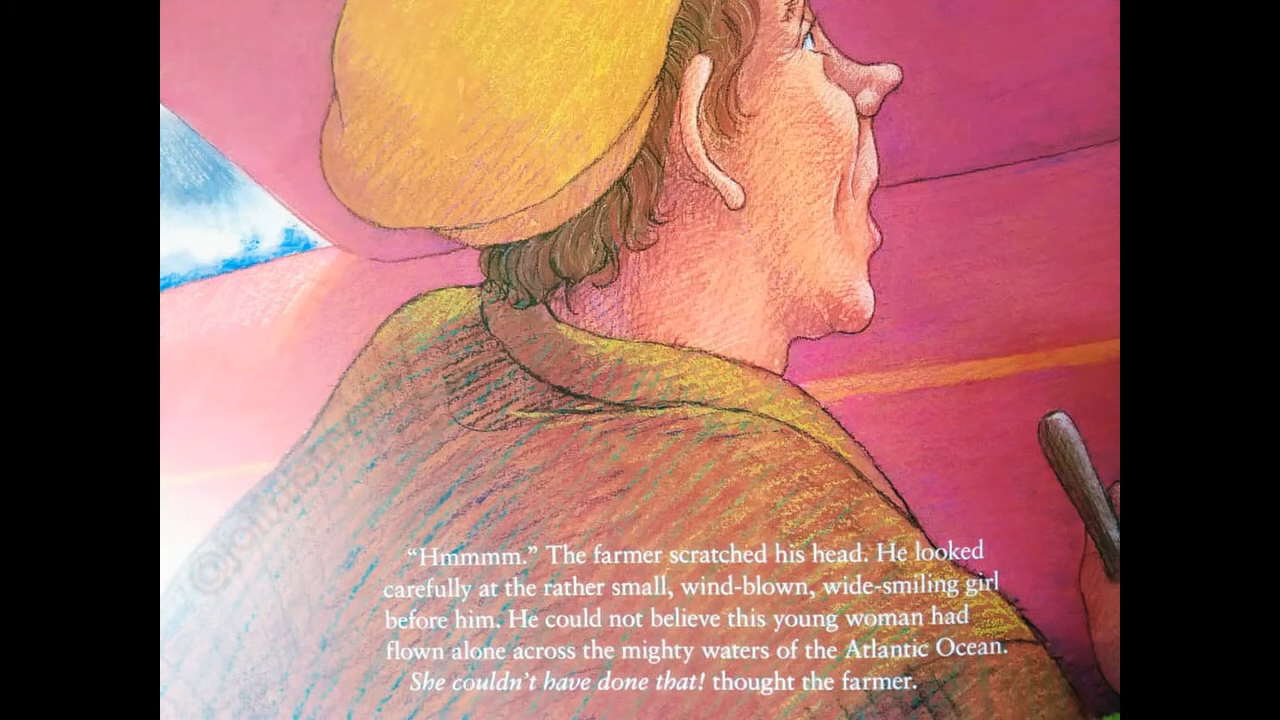 “Hmmmm.” The farmer scratched his head. He looked
carefully at the rather small, wind-blown, wide-smiling girl
before him. He could not believe this young woman had
flown alone across the mighty waters of the Atlantic Ocean.
She couldn’t have done that! thought the farmer.